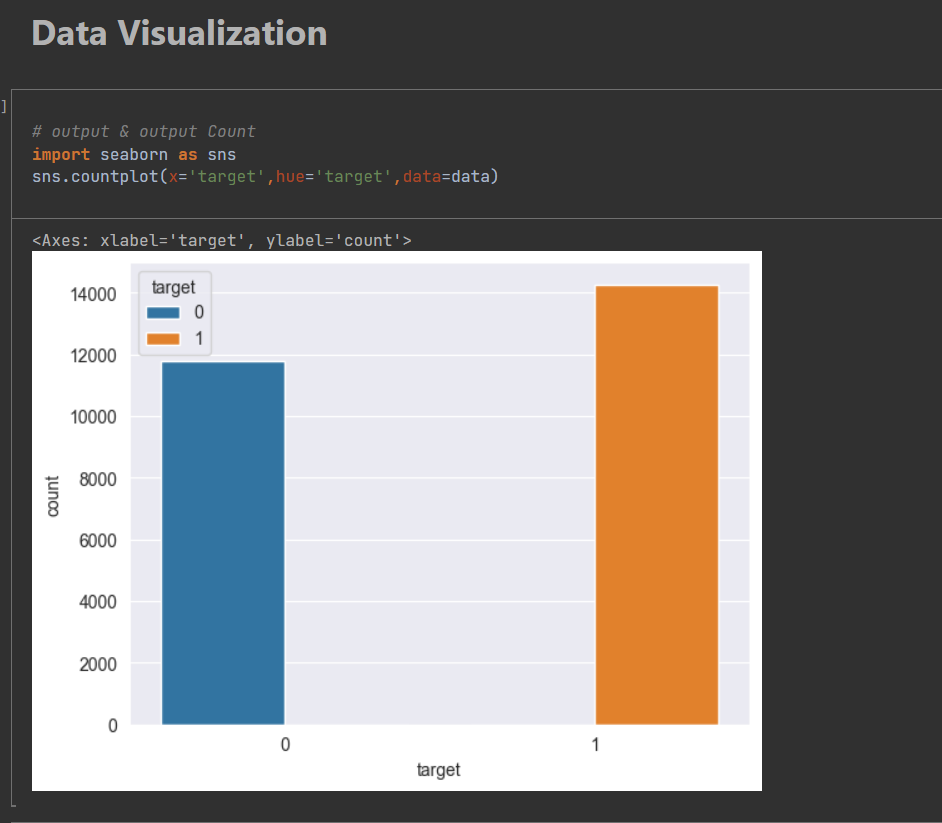 Data Visualization
]
# output & output Count
import seaborn as sns
sns.countplot(x='target',hue='target',data=data)
<Axes: xlabel='target', ylabel='count'>
target
0
1
14000
12000
10000
8000
6000
4000
2000
0
count
0 1
target